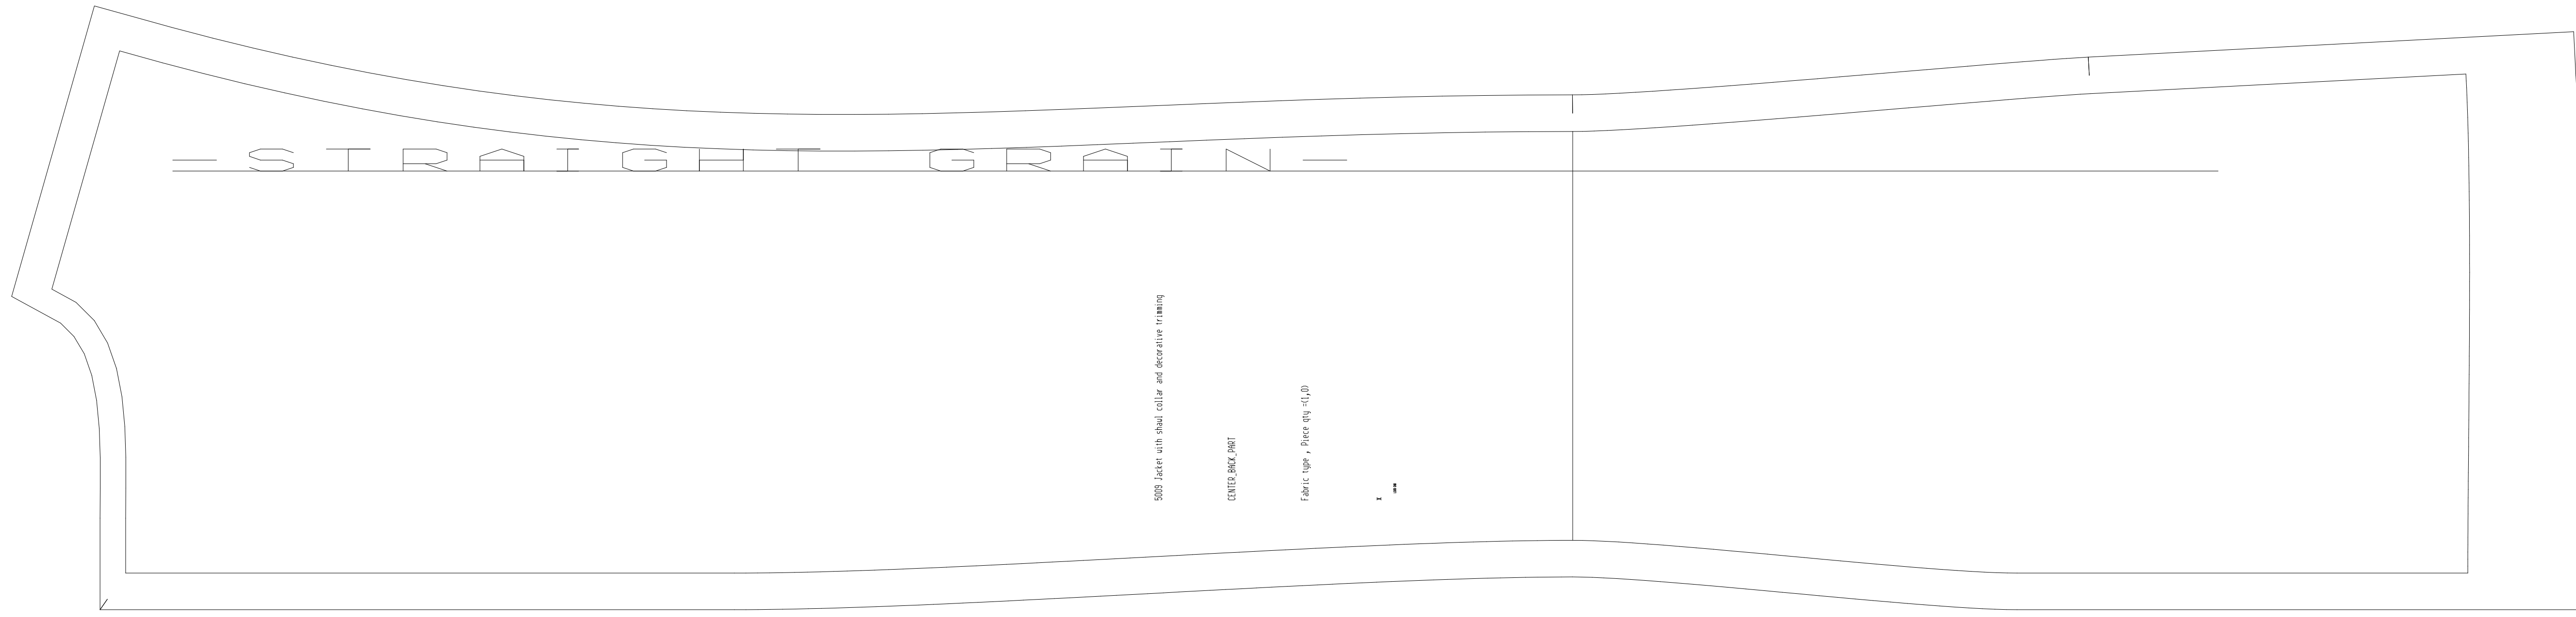 - STRAIGHT GRAIN -
5009 Jacket with shawl collar and decorative trimming
CENTER_BACK_PART
Fabric type , Piece qty =(1,0)